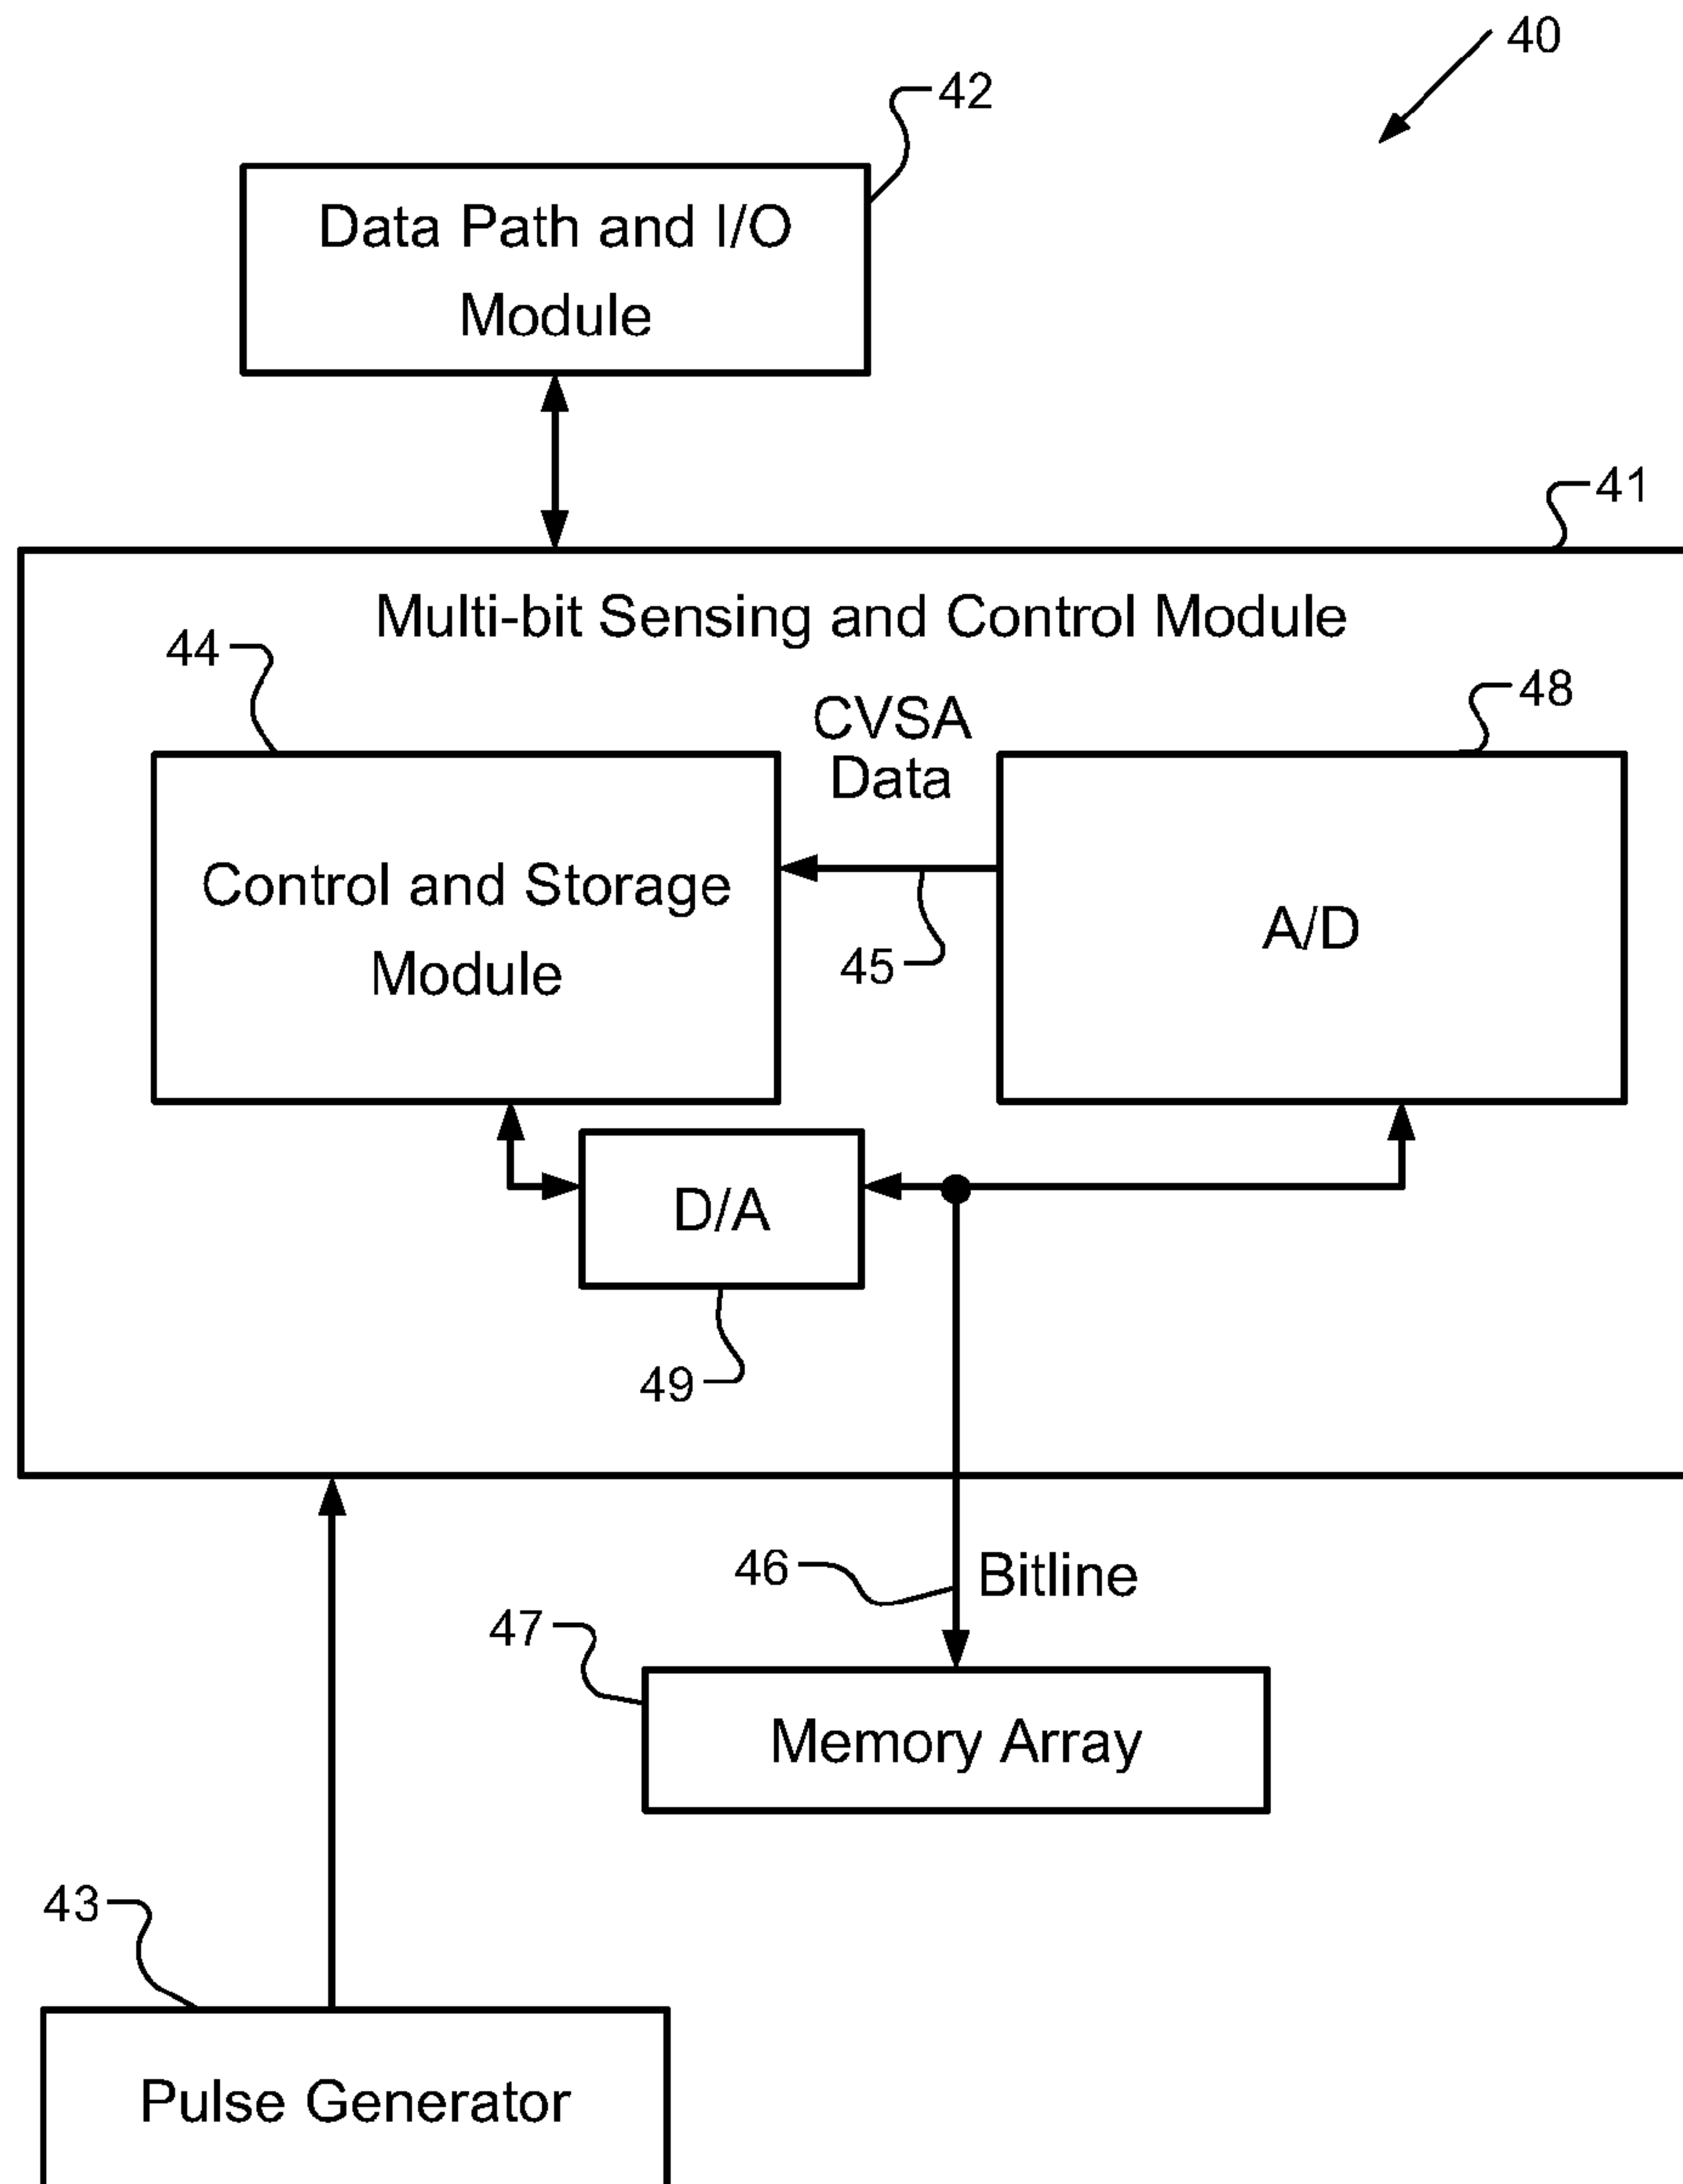 40
42
Data Path and I/O
Module
41
Multi-bit Sensing and Control Module
44
CVSA
Data
48
Control and Storage
Module
45
A/D
D/A
49
46
Bitline
47
Memory Array
43
Pulse Generator